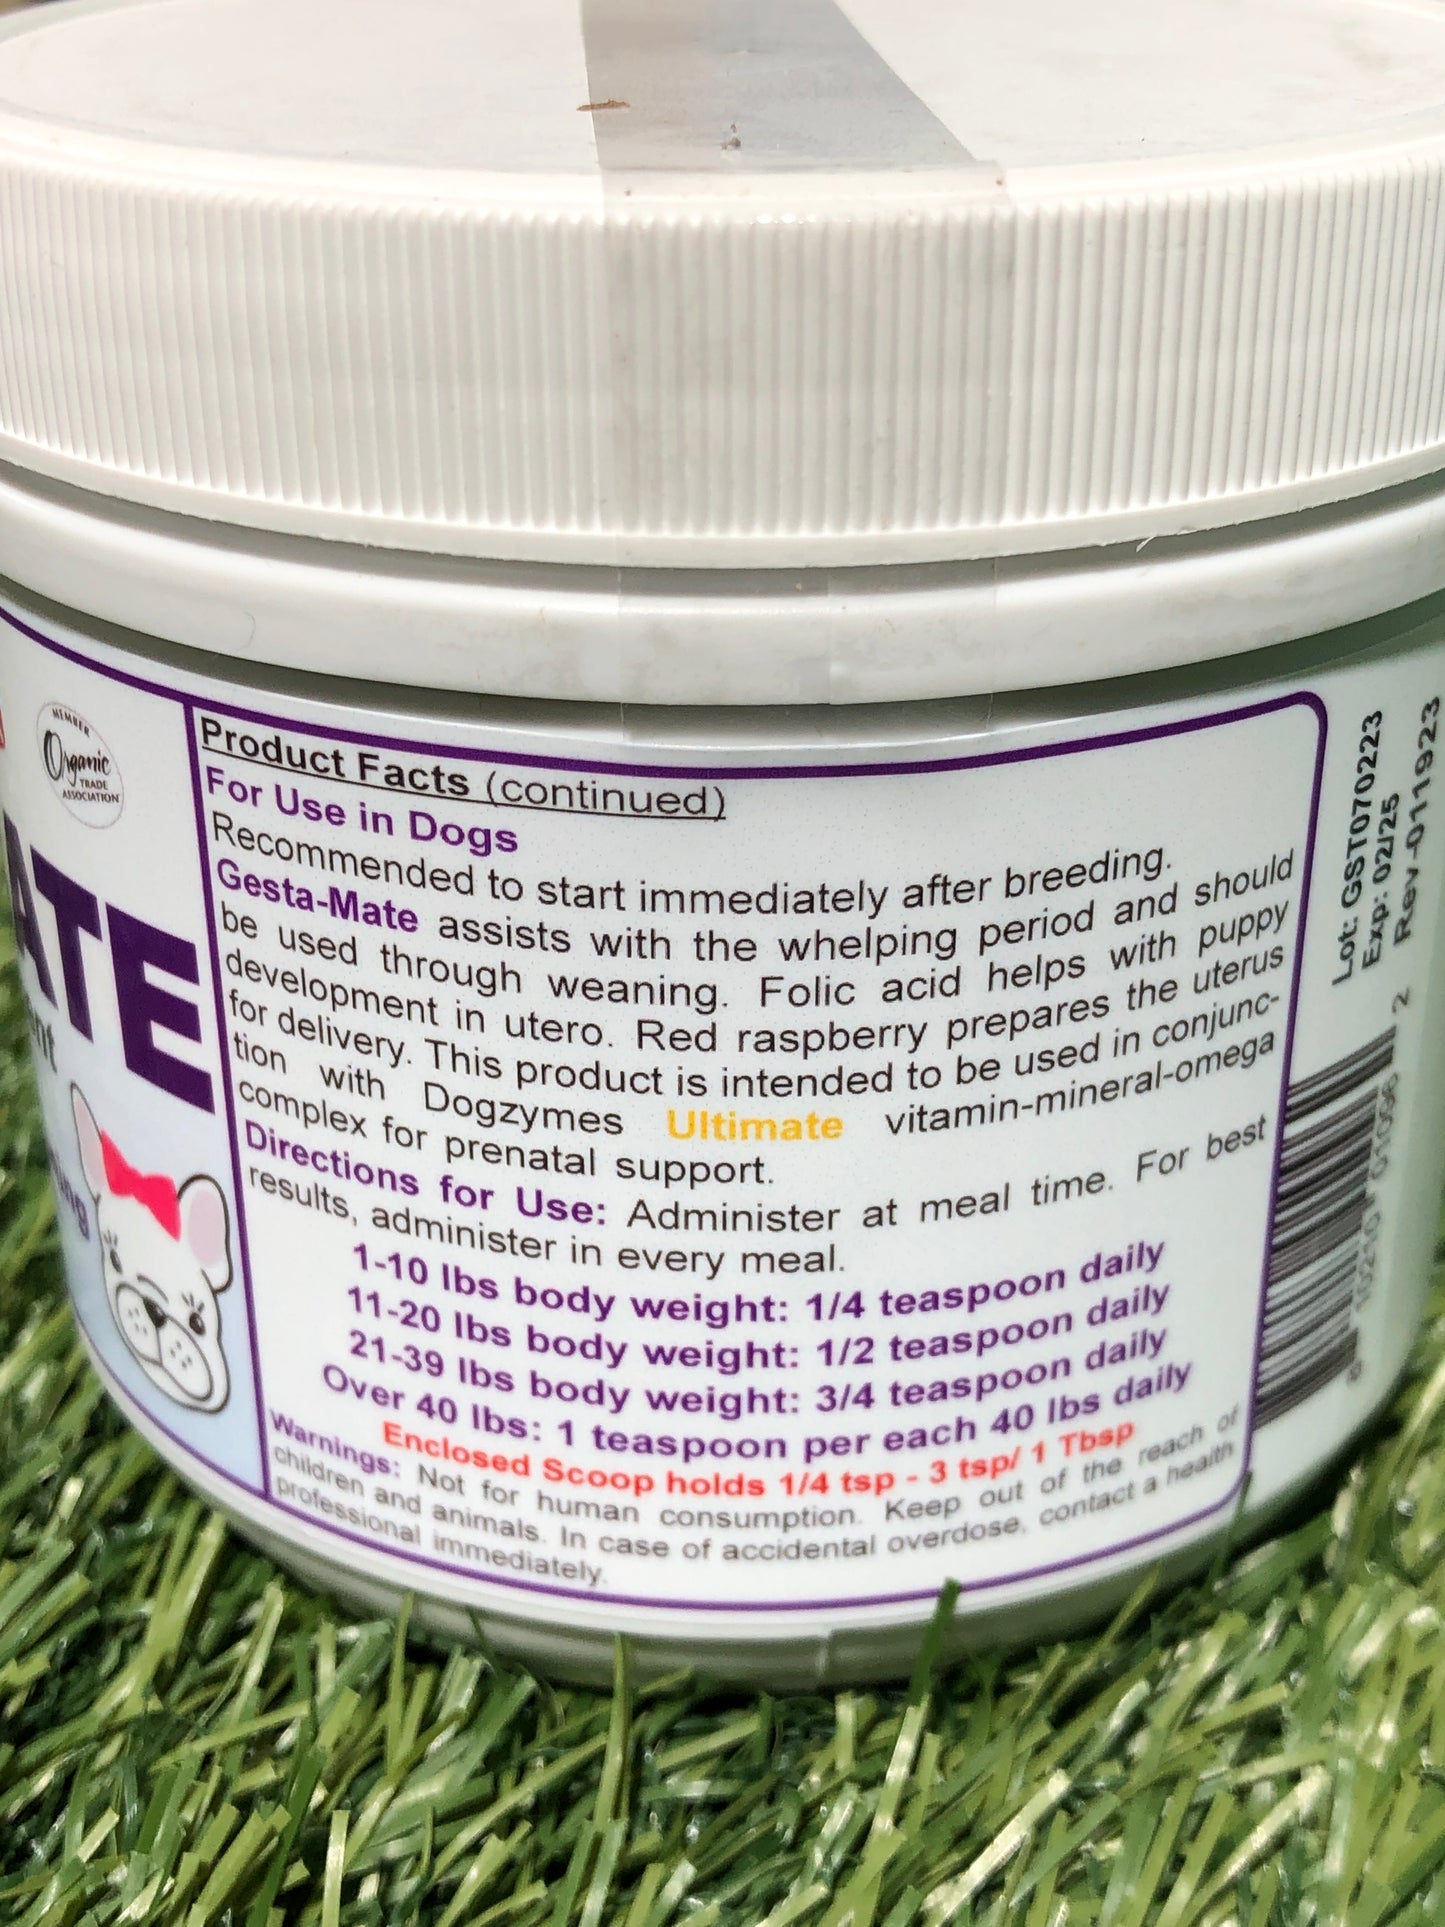 MEMBER
Organic
TRADE
ASSOCIATION
ATE
Product Facts (continued)
For Use in Dogs
Recommended to start immediately after breeding.
Gesta-Mate assists with the whelping period and should
be used through weaning. Folic acid helps with puppy
development in utero. Red raspberry prepares the uterus
for delivery. This product is intended to be used in conjunc-
tion with Dogzymes Ultimate vitamin-mineral-omega
complex for prenatal support.
Directions for Use: Administer at meal time. For best
results, administer in every meal.
1-10 lbs body weight: 1/4 teaspoon daily
11-20 lbs body weight: 1/2 teaspoon daily
21-39 lbs body weight: 3/4 teaspoon daily
Over 40 lbs: 1 teaspoon per each 40 lbs daily
Enclosed Scoop holds 1/4 tsp - 3 tsp/ 1 Tbsp
Warnings: Not for human consumption. Keep out of the reach of
children and animals. In case of accidental overdose, contact a health
professional immediately.
Lot: GST070223
Exp: 02/25
Rev-011923